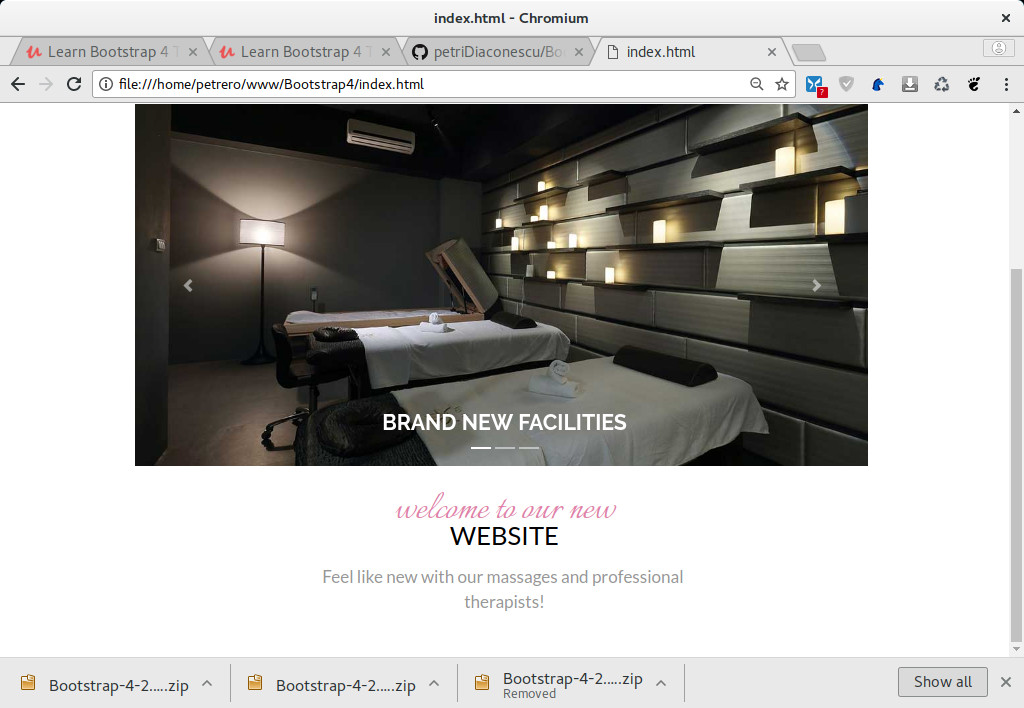 index.html - Chromium
Learn Bootstrap 4 T
Learn Bootstrap 4 T
petriDiaconescu/Bo
index.html
file:///home/petrero/www/Bootstrap4/index.html
?
BRAND NEW FACILITIES
welcome to our new
WEBSITE
Feel like new with our massages and professional
therapists!
Bootstrap-4-2.....zip
Bootstrap-4-2.....zip
Bootstrap-4-2.....zip
Removed
Show all